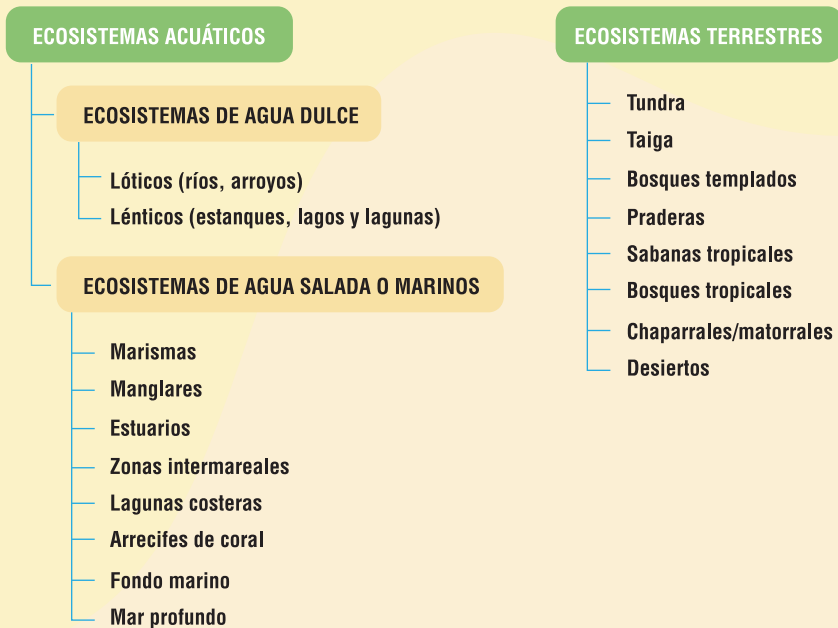 ECOSISTEMAS ACUÁTICOS
ECOSISTEMAS DE AGUA DULCE
Lóticos (ríos, arroyos)
Lénticos (estanques, lagos y lagunas)
ECOSISTEMAS DE AGUA SALADA O MARINOS
Marismas
Manglares
Estuarios
Zonas intermareales
Lagunas costeras
Arrecifes de coral
Fondo marino
Mar profundo
ECOSISTEMAS TERRESTRES
Tundra
Taiga
Bosques templados
Praderas
Sabanas tropicales
Bosques tropicales
Chaparrales/matorrales
Desiertos